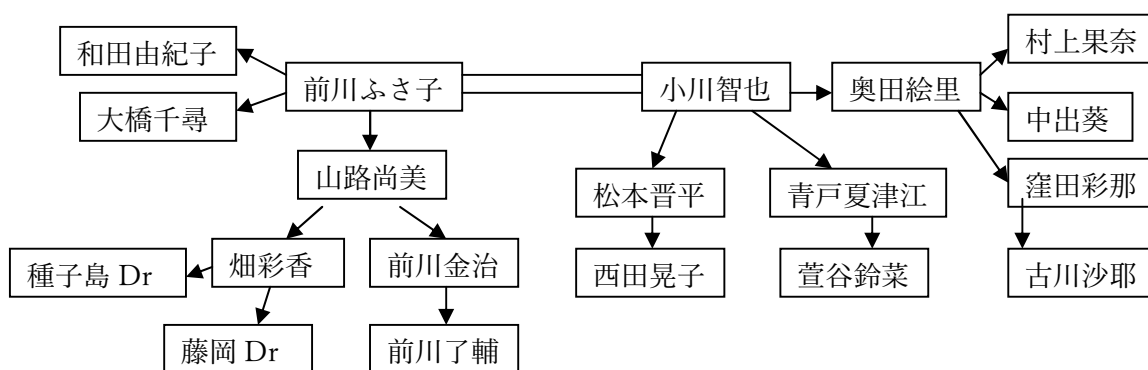 和田由紀子
村上果奈
前川ふさ子
小川智也
奥田絵里
大橋千尋
中出葵
山路尚美
松本晋平
青戸夏津江
窪田彩那
種子島 Dr
畑彩香
前川金治
西田晃子
萱谷鈴菜
古川沙耶
藤岡 Dr
前川了輔